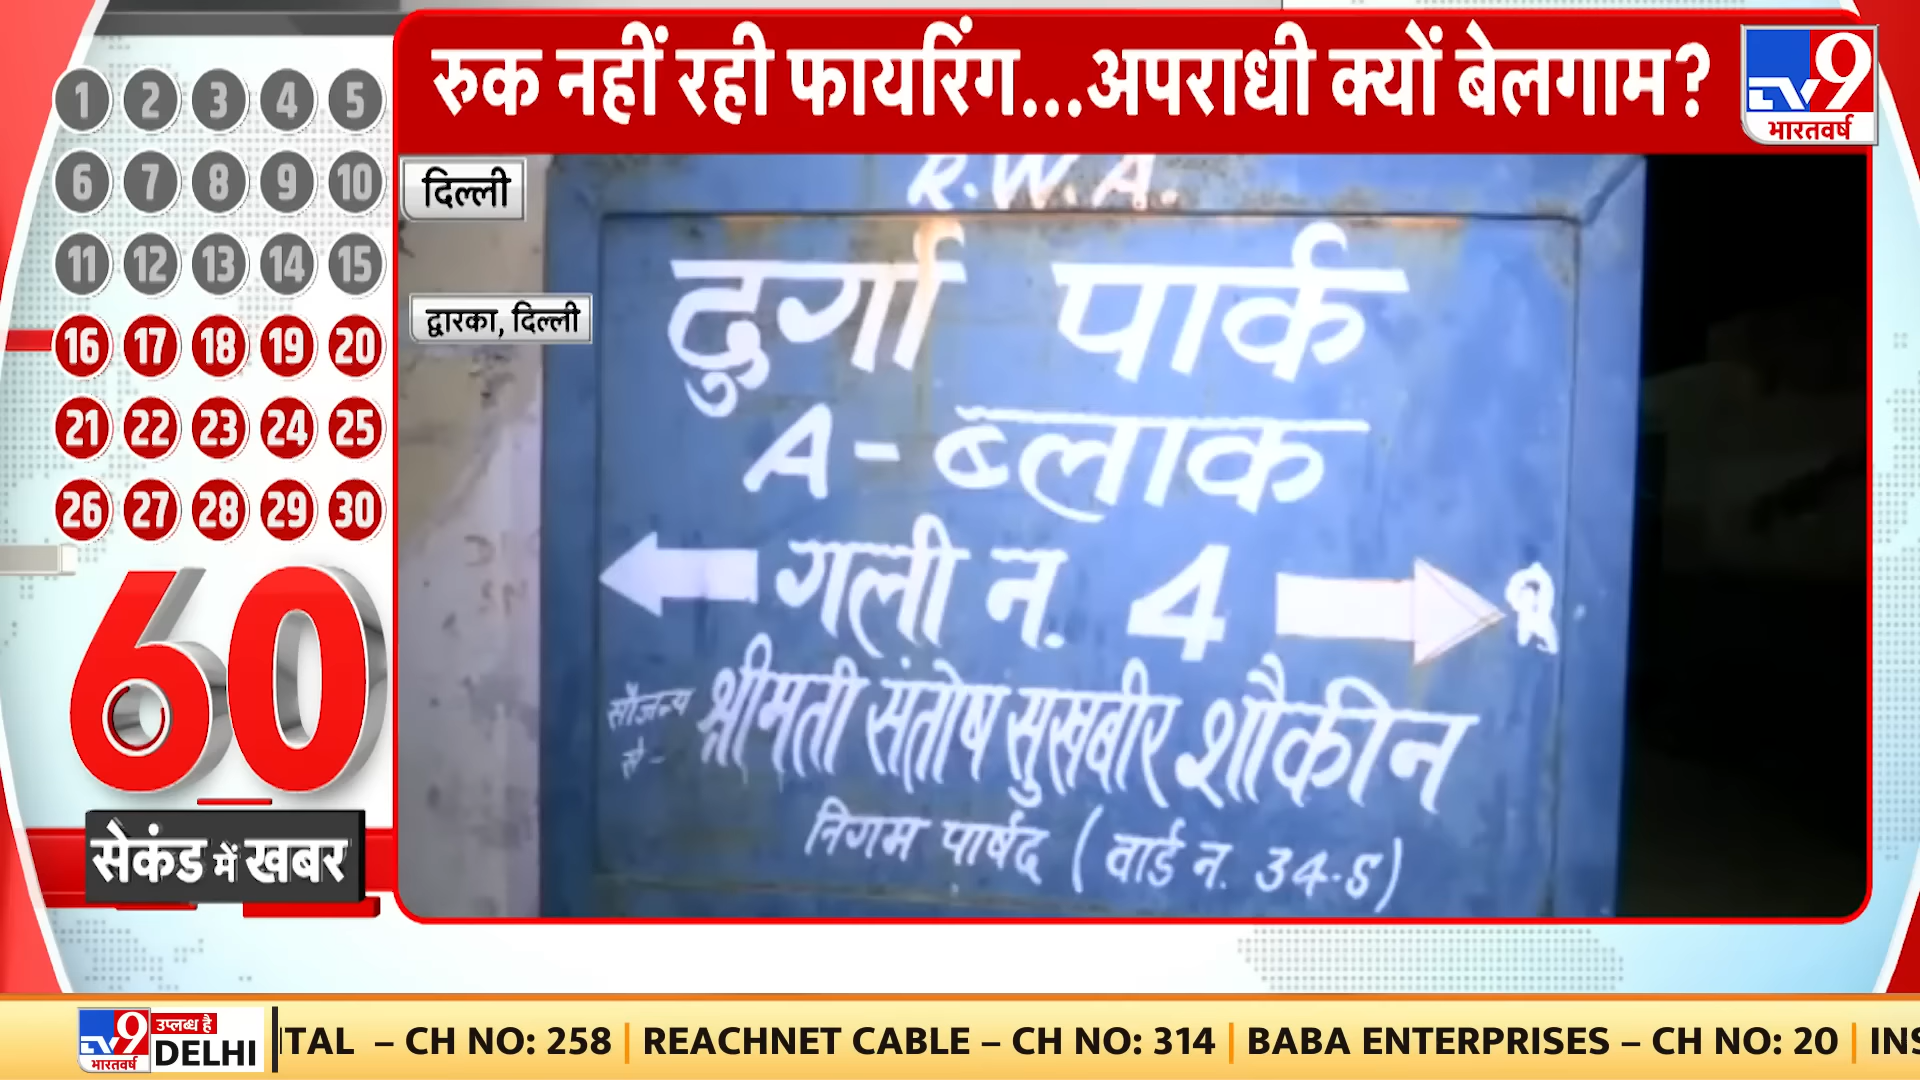 रुक नहीं रही फायरिंग...अपराधी क्यों बेलगाम?
TV9
भारतवर्ष
1 2 3 4 5
6 7 8 9 10
11 12 13 14 15
16 17 18 19 20
21 22 23 24 25
26 27 28 29 30
60
सेकंड में खबर
दिल्ली
द्वारका, दिल्ली
R.W.A.
दुर्गा पार्क
A-ब्लाक
गली न. 4
सौजन्य से- श्रीमती संतोष सुखबीर शौकीन
निगम पार्षद (वार्ड न. 34-S)
TV9 भारतवर्ष उप्लब्ध है DELHI
ITAL – CH NO: 258 | REACHNET CABLE – CH NO: 314 | BABA ENTERPRISES – CH NO: 20 | INS